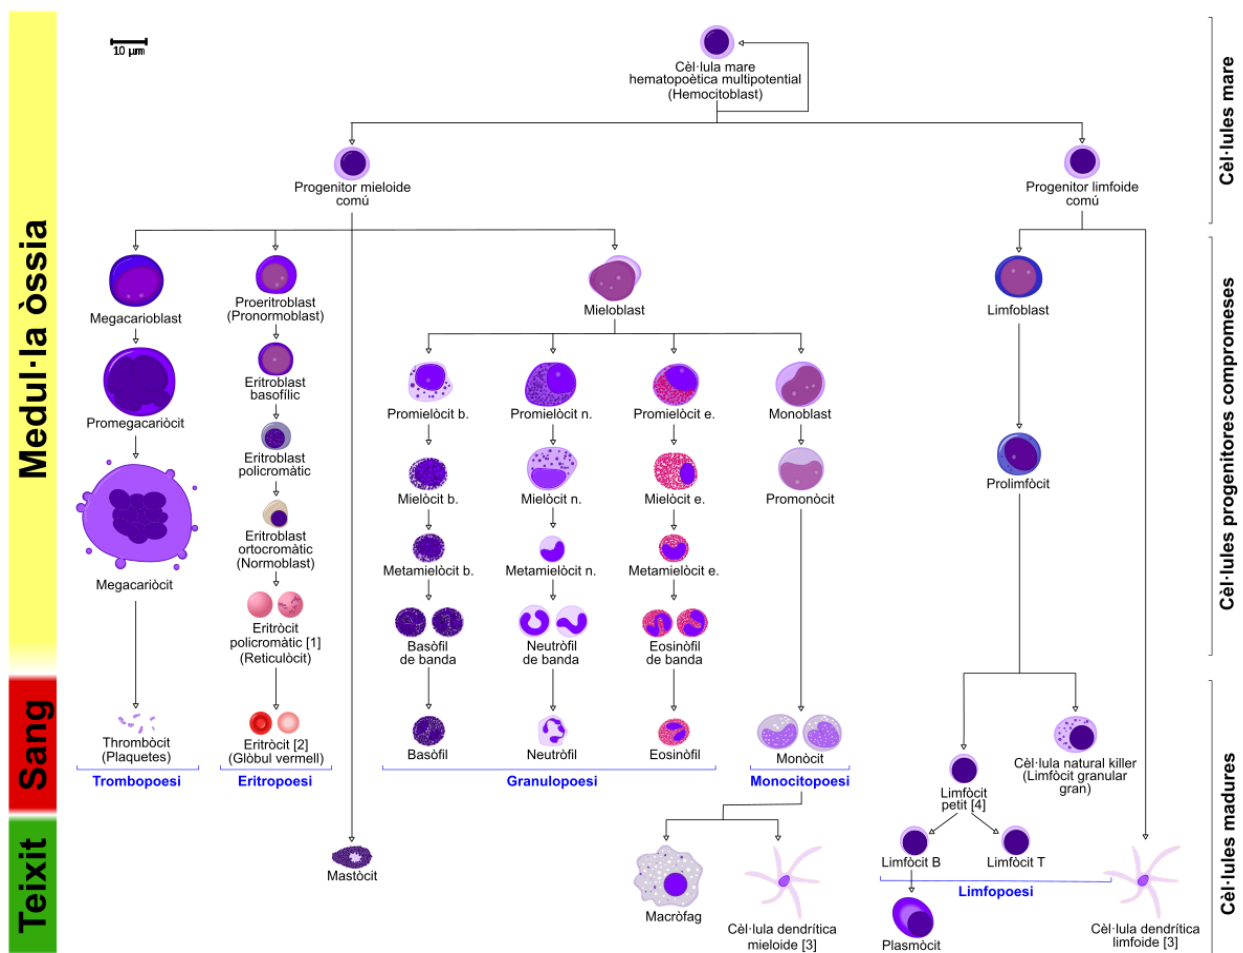 10 µm
Cèl·lula mare
hematopoètica multipotential
(Hemocitoblast)
Cèl·lules mare
Progenitor mieloide
comú
Progenitor limfoide
comú
Medul·la òssia
Cèl·lules progenitores compromeses
Megacarioblast
Proeritroblast
(Pronormoblast)
Mieloblast
Limfoblast
Promegacariòcit
Eritroblast
basofílic
Promielòcit b.
Promielòcit n.
Promielòcit e.
Monoblast
Eritroblast
policromàtic
Mielòcit b.
Mielòcit n.
Mielòcit e.
Promonòcit
Prolimfòcit
Megacariòcit
Eritroblast
ortocromàtic
(Normoblast)
Metamielòcit b.
Metamielòcit n.
Metamielòcit e.
Eritròcit
policromàtic [1]
(Reticulòcit)
Basòfil
de banda
Neutròfil
de banda
Eosinòfil
de banda
Sang
Cèl·lules madures
Thrombòcit
(Plaquetes)
Eritròcit [2]
(Glòbul vermell)
Basòfil
Neutròfil
Eosinòfil
Monòcit
Cèl·lula natural killer
(Limfòcit granular
gran)
Trombopoesi
Eritropoesi
Granulopoesi
Monocitopoesi
Limfòcit
petit [4]
Teixit
Mastòcit
Limfòcit B
Limfòcit T
Limfopoesi
Macròfag
Cèl·lula dendrítica
mieloide [3]
Plasmòcit
Cèl·lula dendrítica
limfoide [3]